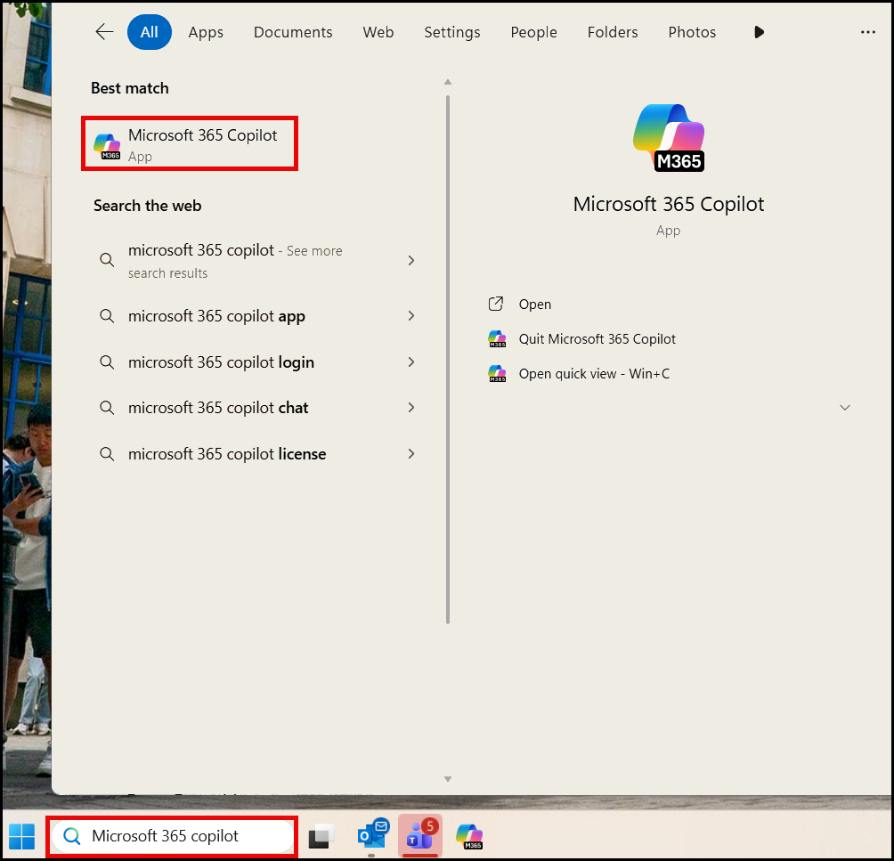 All Apps Documents Web Settings People Folders Photos
Best match
Microsoft 365 Copilot
App
Search the web
microsoft 365 copilot - See more
search results
microsoft 365 copilot app
microsoft 365 copilot login
microsoft 365 copilot chat
microsoft 365 copilot license
M365
Microsoft 365 Copilot
App
Open
Quit Microsoft 365 Copilot
Open quick view - Win+C
Microsoft 365 copilot
5
M365